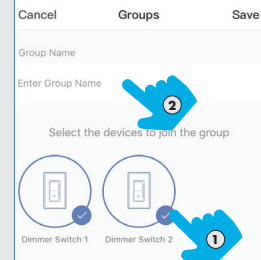 Cancel Groups Save
Group Name
Enter Group Name
2
Select the devices to join the group
Dimmer Switch 1 Dimmer Switch 2
1